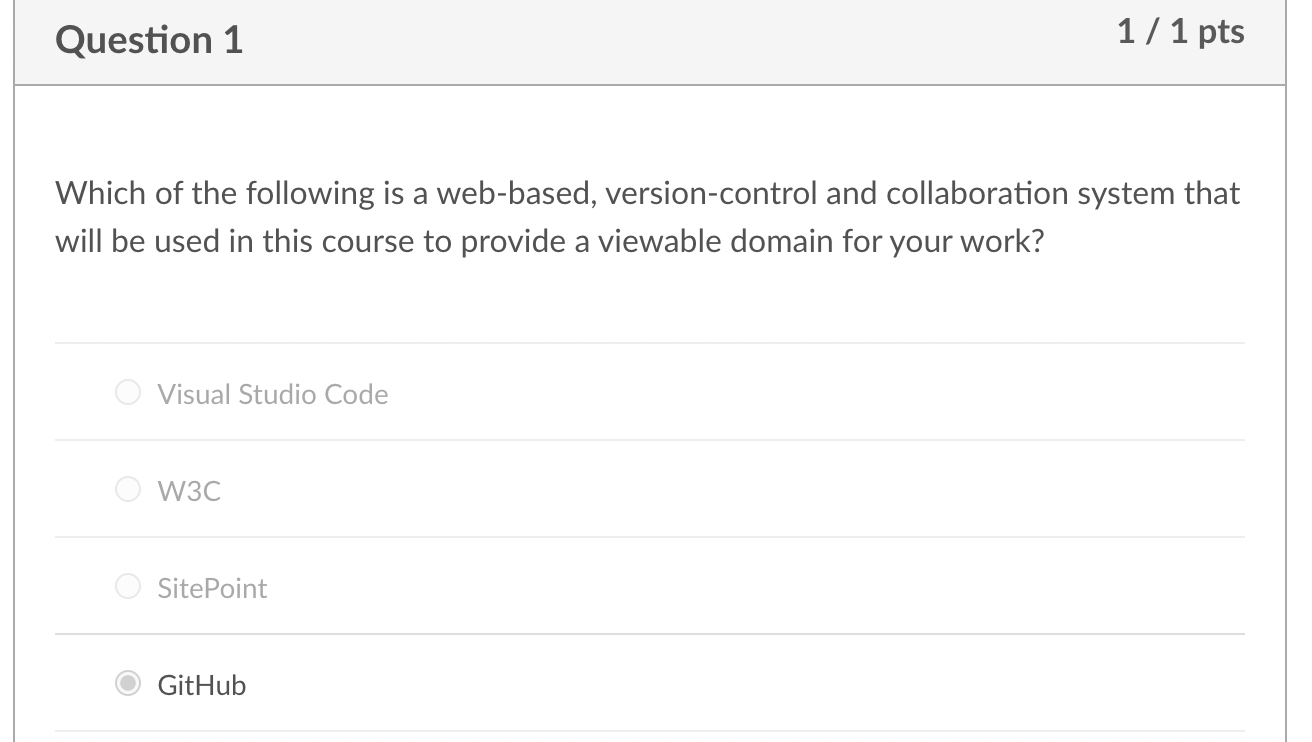 Question 1
1 / 1 pts
Which of the following is a web-based, version-control and collaboration system that
will be used in this course to provide a viewable domain for your work?
Visual Studio Code
W3C
SitePoint
GitHub